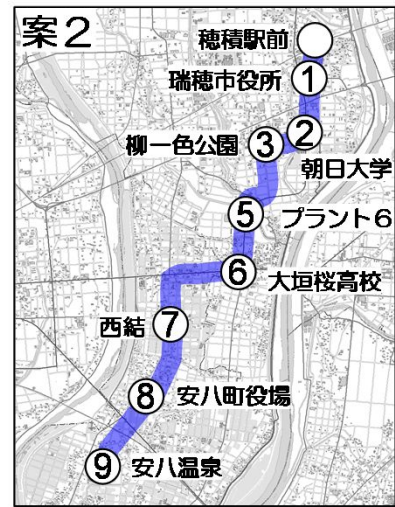 案2
穂積駅前
瑞穂市役所 1
2
柳一色公園 3
朝日大学
5 プラント6
6
大垣桜高校
西結 7
8 安八町役場
9 安八温泉